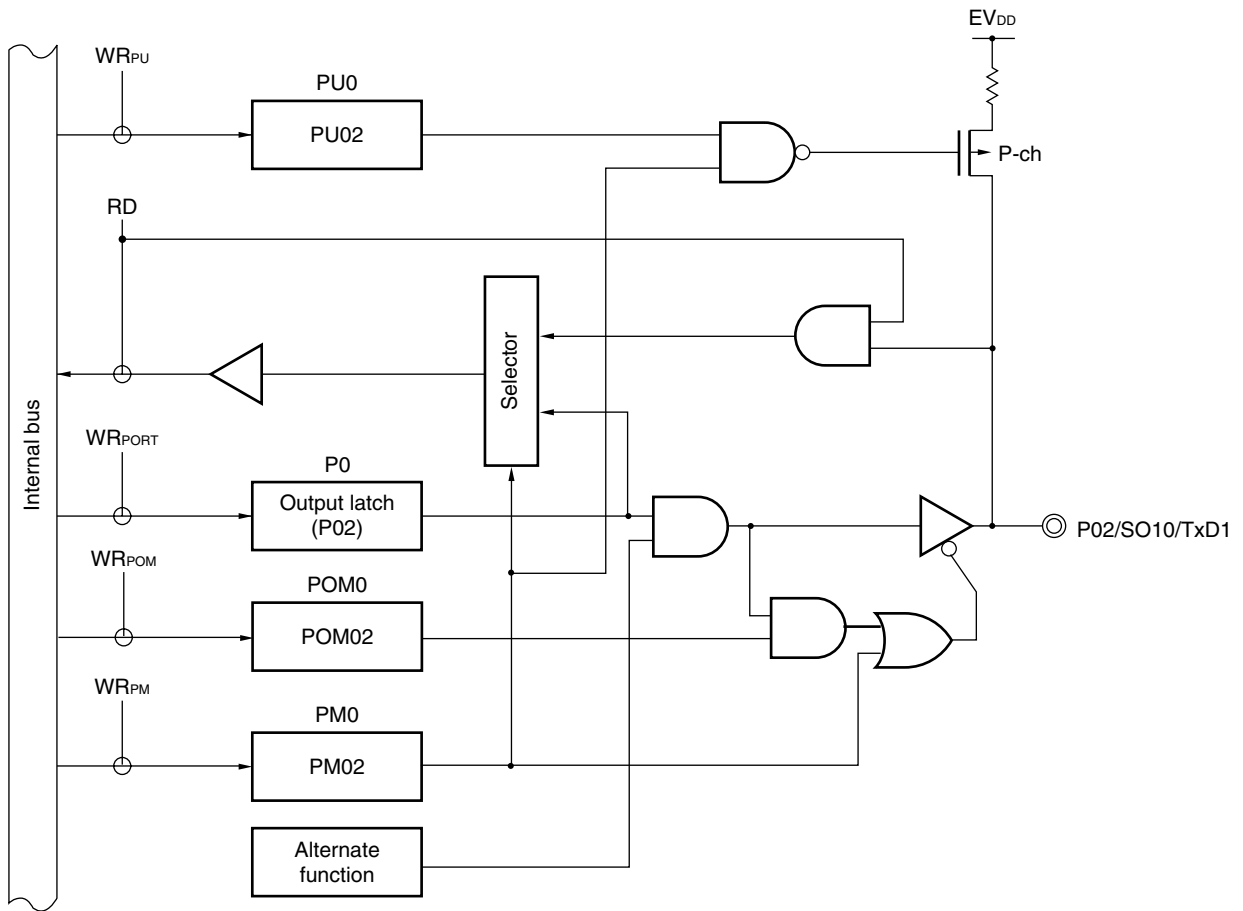 EVDD
WRPU
PU0
PU02
P-ch
RD
Selector
Internal bus
WRPORT
P0
Output latch
(P02)
P02/SO10/TxD1
WRPOM
POM0
POM02
WRPM
PM0
PM02
Alternate
function